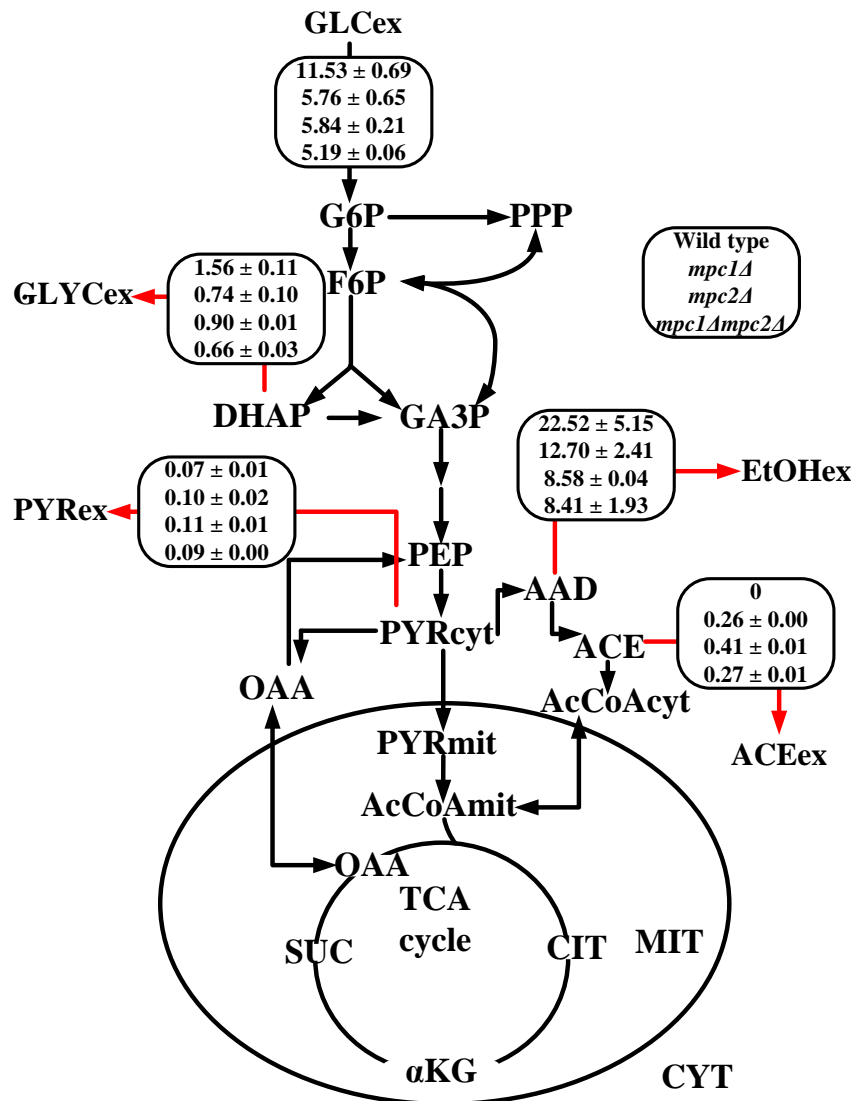 GLCex
11.53 ± 0.69
5.76 ± 0.65
5.84 ± 0.21
5.19 ± 0.06
G6P
PPP
Wild type
mpc1Δ
mpc2Δ
mpc1Δmpc2Δ
GLYCex
1.56 ± 0.11
0.74 ± 0.10
0.90 ± 0.01
0.66 ± 0.03
F6P
DHAP
GA3P
22.52 ± 5.15
12.70 ± 2.41
8.58 ± 0.04
8.41 ± 1.93
EtOHex
PYRex
0.07 ± 0.01
0.10 ± 0.02
0.11 ± 0.01
0.09 ± 0.00
PEP
AAD
0
0.26 ± 0.00
0.41 ± 0.01
0.27 ± 0.01
PYRcyt
ACE
OAA
AcCoAcyt
PYRmit
ACEex
AcCoAmit
OAA
TCA
cycle
SUC
CIT
MIT
αKG
CYT